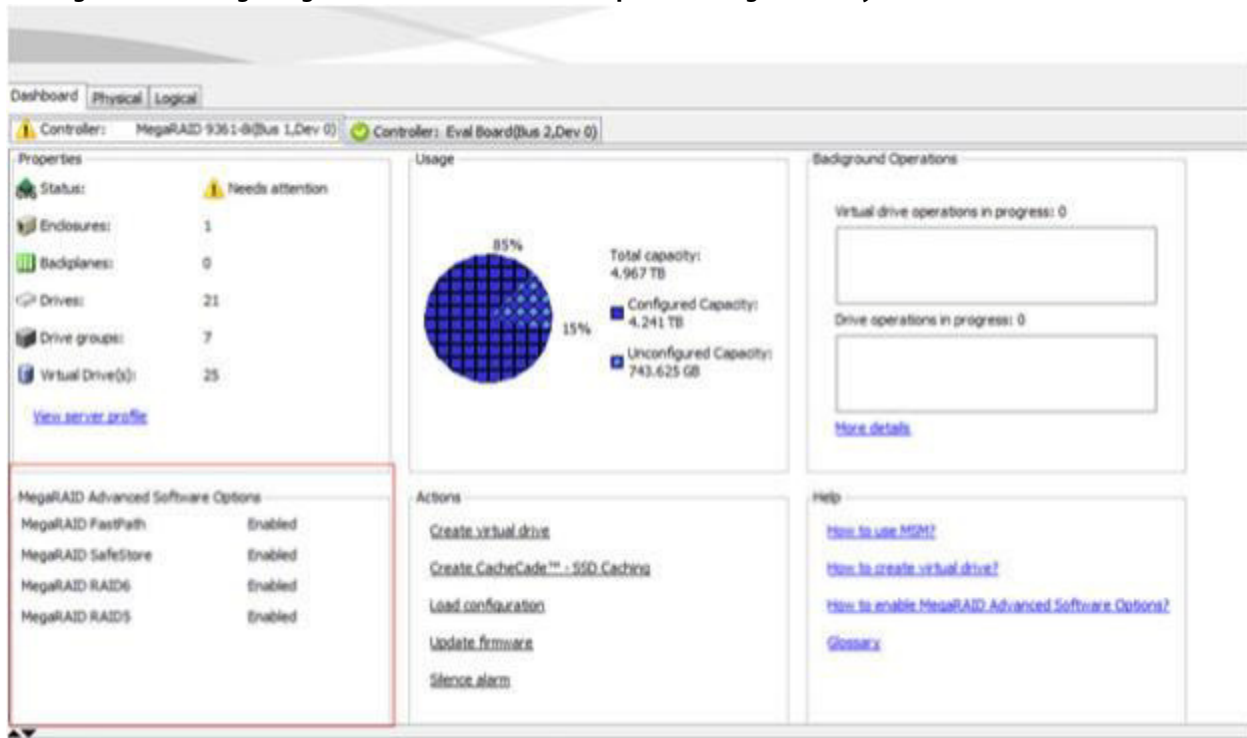 Dashboard Physical Logical
Controller: MegaRAID 9361-8i(Bus 1,Dev 0) Controller: Eval Board(Bus 2,Dev 0)
Properties
Status: Needs attention
Enclosures: 1
Backplanes: 0
Drives: 21
Drive groups: 7
Virtual Drive(s): 25
View server profile
Usage
85%
15%
Total capacity:
4.967 TB
Configured Capacity:
4.241 TB
Unconfigured Capacity:
743.625 GB
Background Operations
Virtual drive operations in progress: 0
Drive operations in progress: 0
More details
MegaRAID Advanced Software Options
MegaRAID FastPath Enabled
MegaRAID SafeStore Enabled
MegaRAID RAID6 Enabled
MegaRAID RAID5 Enabled
Actions
Create virtual drive
Create CacheCade™ - SSD Caching
Load configuration
Update firmware
Silence alarm
Help
How to use MSM?
How to create virtual drive?
How to enable MegaRAID Advanced Software Options?
Glossary